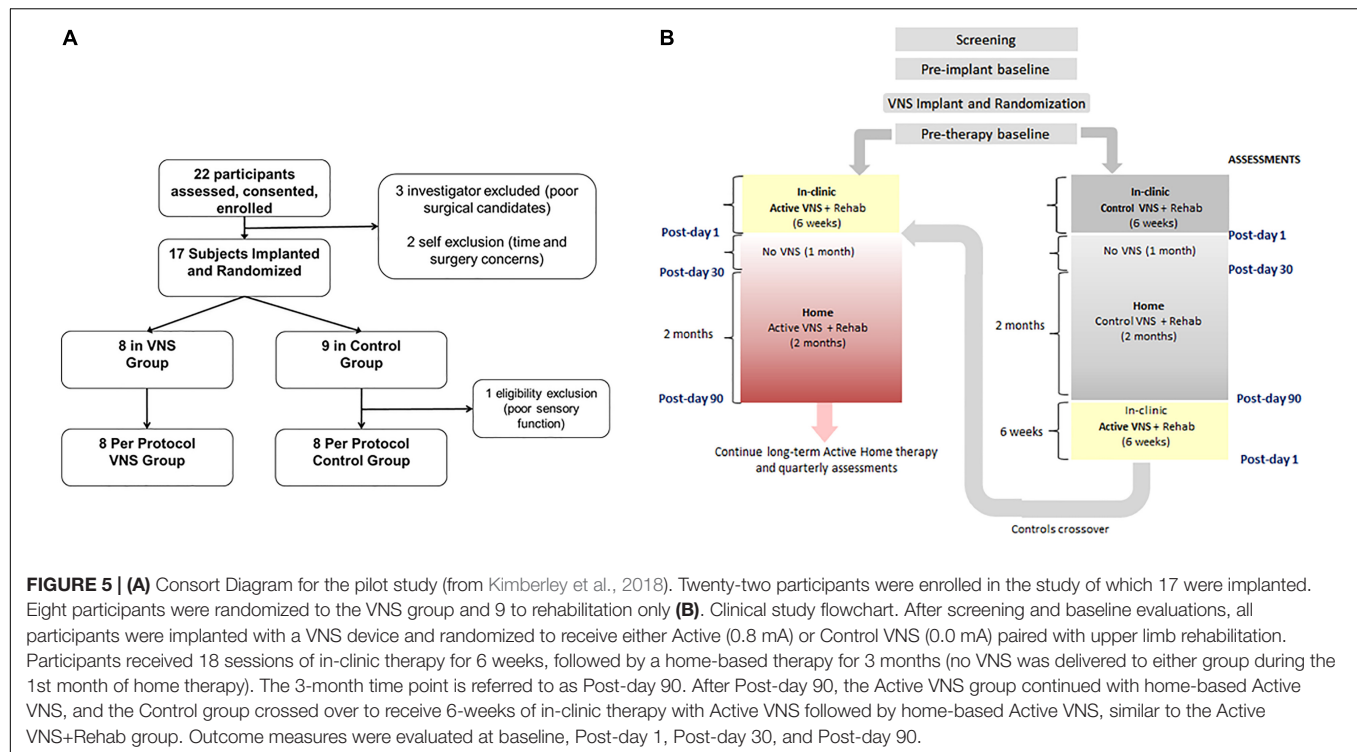 A
22 participants
assessed, consented,
enrolled
3 investigator excluded (poor
surgical candidates)
2 self exclusion (time and
surgery concerns)
17 Subjects Implanted
and Randomized
8 in VNS
Group
9 in Control
Group
1 eligibility exclusion
(poor sensory
function)
8 Per Protocol
VNS Group
8 Per Protocol
Control Group
B
Screening
Pre-implant baseline
VNS Implant and Randomization
Pre-therapy baseline
ASSESSMENTS
In-clinic
Active VNS + Rehab
(6 weeks)
Post-day 1
No VNS (1 month)
Post-day 30
2 months
Home
Active VNS + Rehab
(2 months)
Post-day 90
Continue long-term Active Home therapy
and quarterly assessments
In-clinic
Control VNS + Rehab
(6 weeks)
Post-day 1
No VNS (1 month)
Post-day 30
2 months
Home
Control VNS + Rehab
(2 months)
Post-day 90
6 weeks
In-clinic
Active VNS + Rehab
(6 weeks)
Post-day 1
Controls crossover
FIGURE 5 | (A) Consort Diagram for the pilot study (from Kimberley et al., 2018). Twenty-two participants were enrolled in the study of which 17 were implanted.
Eight participants were randomized to the VNS group and 9 to rehabilitation only (B). Clinical study flowchart. After screening and baseline evaluations, all
participants were implanted with a VNS device and randomized to receive either Active (0.8 mA) or Control VNS (0.0 mA) paired with upper limb rehabilitation.
Participants received 18 sessions of in-clinic therapy for 6 weeks, followed by a home-based therapy for 3 months (no VNS was delivered to either group during the
1st month of home therapy). The 3-month time point is referred to as Post-day 90. After Post-day 90, the Active VNS group continued with home-based Active
VNS, and the Control group crossed over to receive 6-weeks of in-clinic therapy with Active VNS followed by home-based Active VNS, similar to the Active
VNS+Rehab group. Outcome measures were evaluated at baseline, Post-day 1, Post-day 30, and Post-day 90.